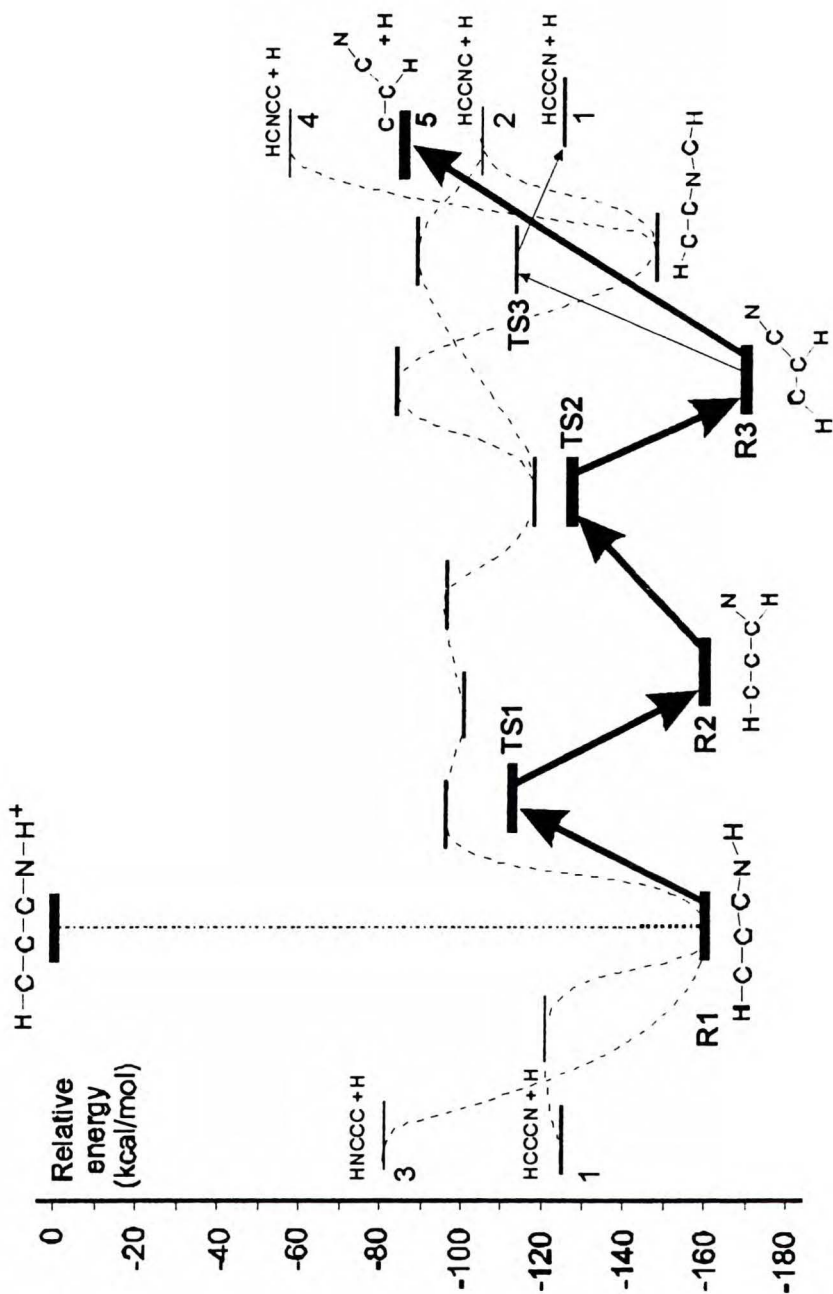 Relative
energy
(kcal/mol)
0
-20
-40
-60
-80
-100
-120
-140
-160
-180
H-C-C-C-N-H+
HNCCC + H
3
HCCCN + H
1
R1
H-C-C-C-N-H
TS1
R2
H-C-C-C
N
H
TS2
R3
H-C-C
C
N
H
TS3
H-C-C-N-C-H
HCNCC + H
4
C-C
C
N
H
+H
5
HCCNC + H
2
HCCCN + H
1